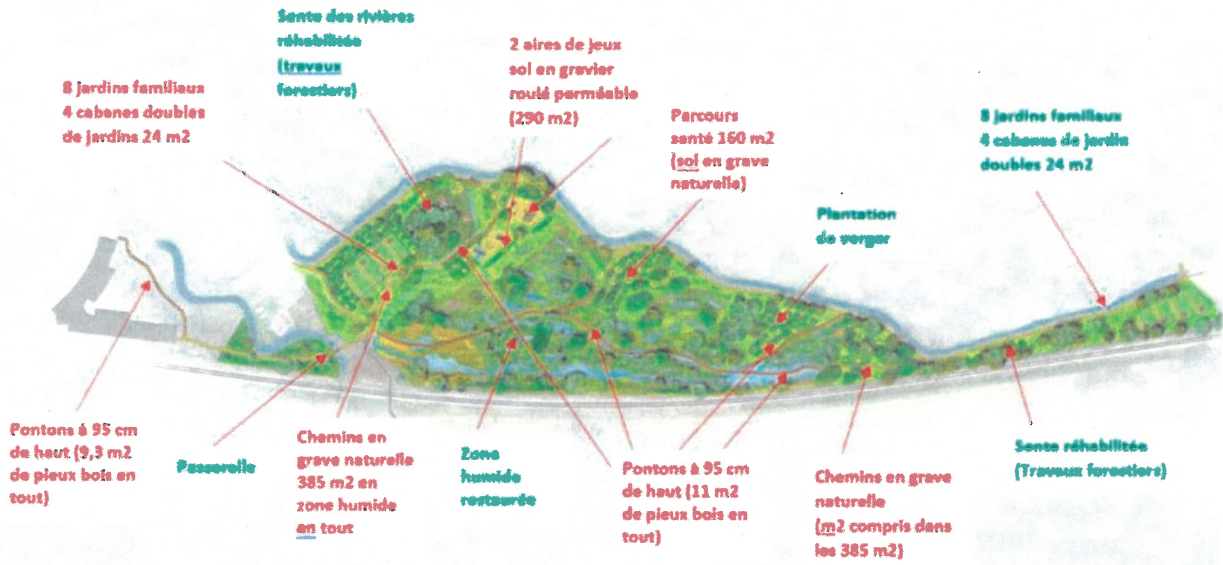 Sente des rivières
réhabilitée
(travaux
forestiers)
2 aires de jeux
sol en gravier
roulé perméable
(290 m2)
8 jardins familiaux
4 cabanes doubles
de jardins 24 m2
Parcours
santé 160 m2
(sol en grave
naturelle)
8 jardins familiaux
4 cabanes de jardin
doubles 24 m2
Plantation
de verger
Pontons à 95 cm
de haut (9,3 m2
de pieux bois en
tout)
Passerelle
Chemins en
grave naturelle
385 m2 en
zone humide
en tout
Zone
humide
restaurée
Pontons à 95 cm
de haut (11 m2
de pieux bois en
tout)
Chemins en grave
naturelle
(m2 compris dans
les 385 m2)
Sente réhabilitée
(Travaux forestiers)